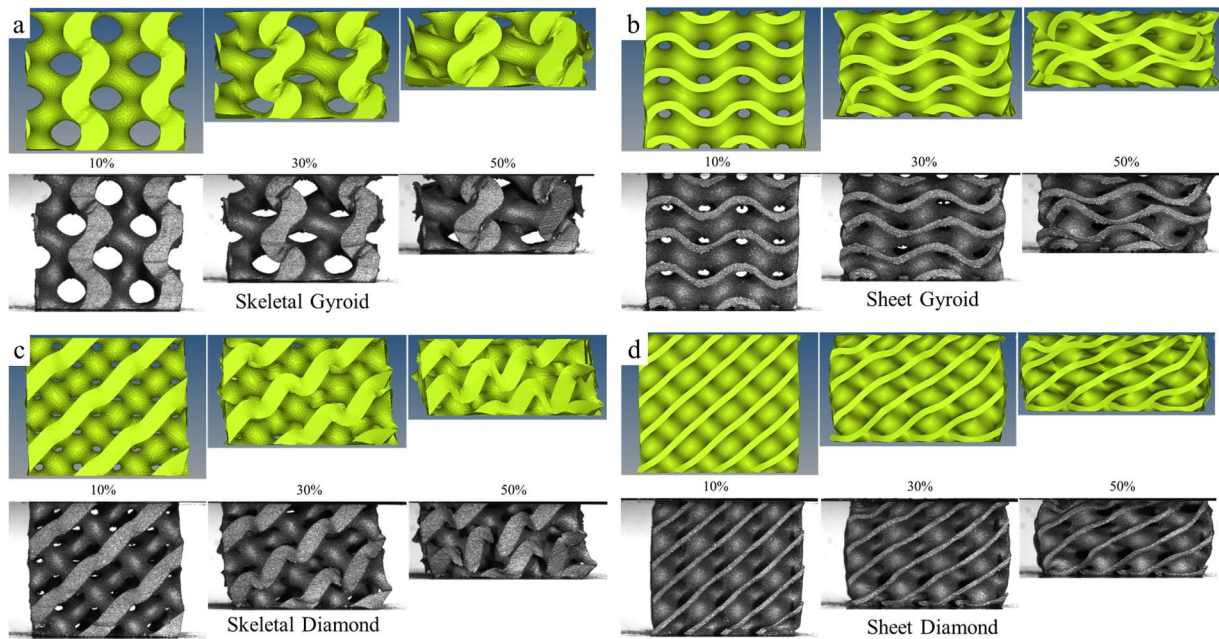 a
b
10% 30% 50%
10% 30% 50%
Skeletal Gyroid
Sheet Gyroid
c
d
10% 30% 50%
10% 30% 50%
Skeletal Diamond
Sheet Diamond